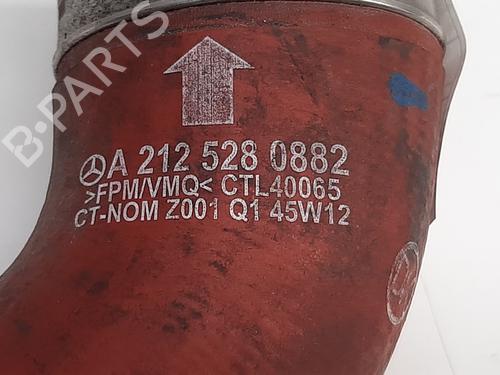 B-PARTS
A 212 528 0882
>FPM/VMQ< CTL40065
CT-NOM Z001 Q1 45W12